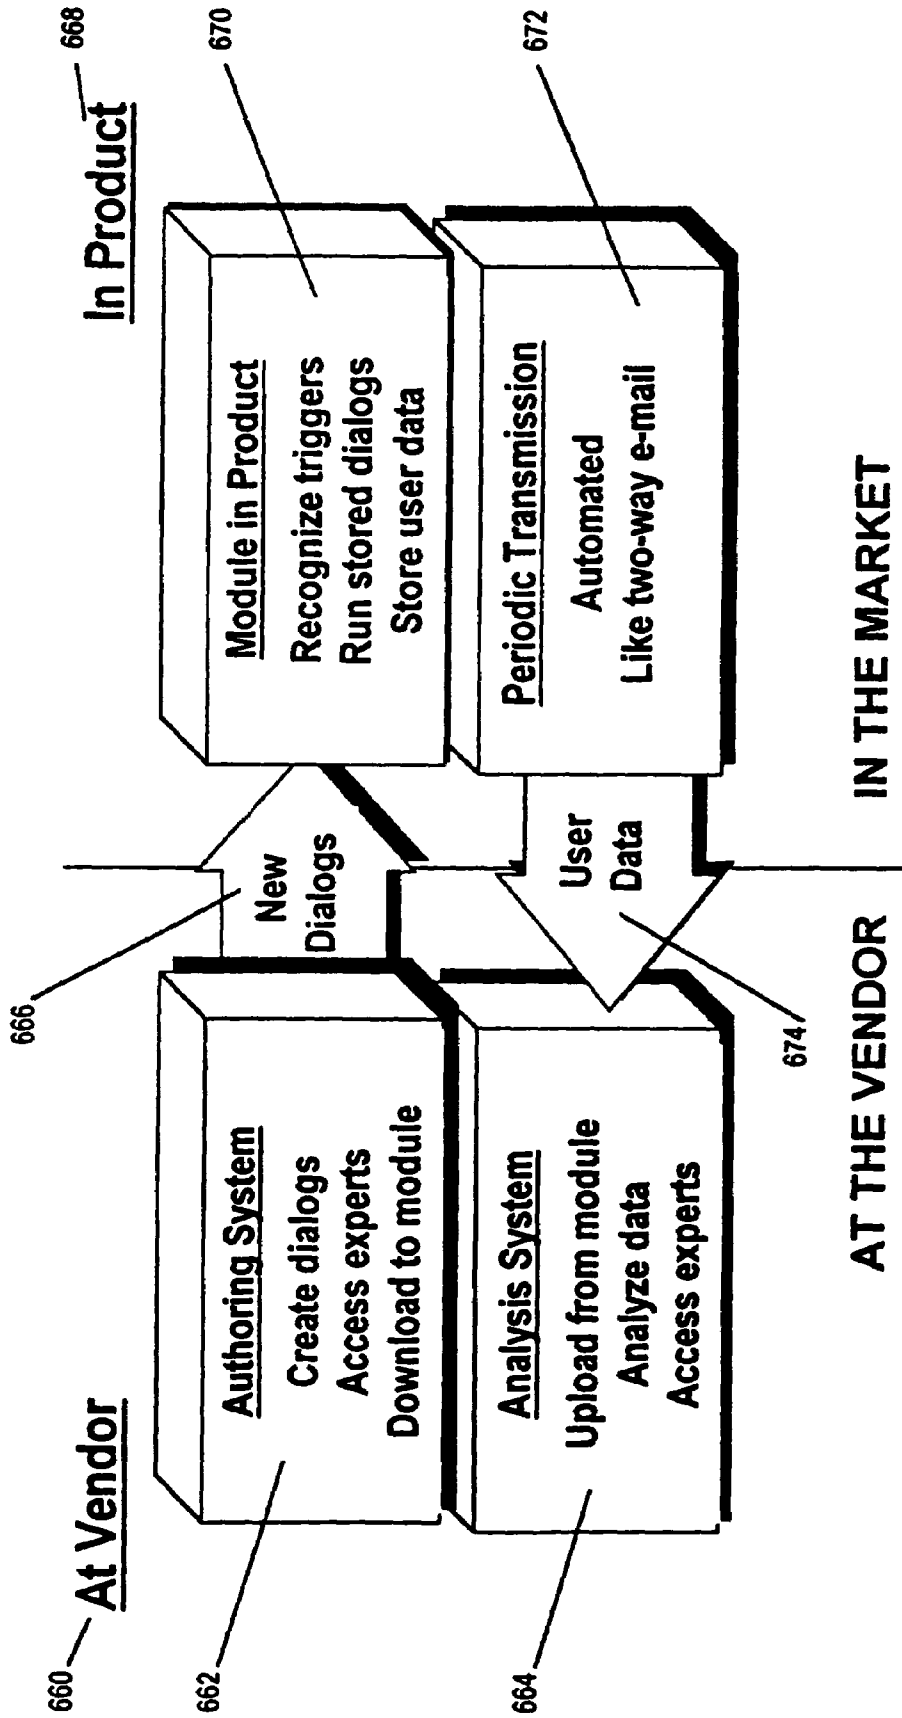 660
At Vendor
662
Authoring System
Create dialogs
Access experts
Download to module
664
Analysis System
Upload from module
Analyze data
Access experts
666
New
Dialogs
User
Data
674
In Product
668
Module in Product
Recognize triggers
Run stored dialogs
Store user data
670
Periodic Transmission
Automated
Like two-way e-mail
672
AT THE VENDOR
IN THE MARKET